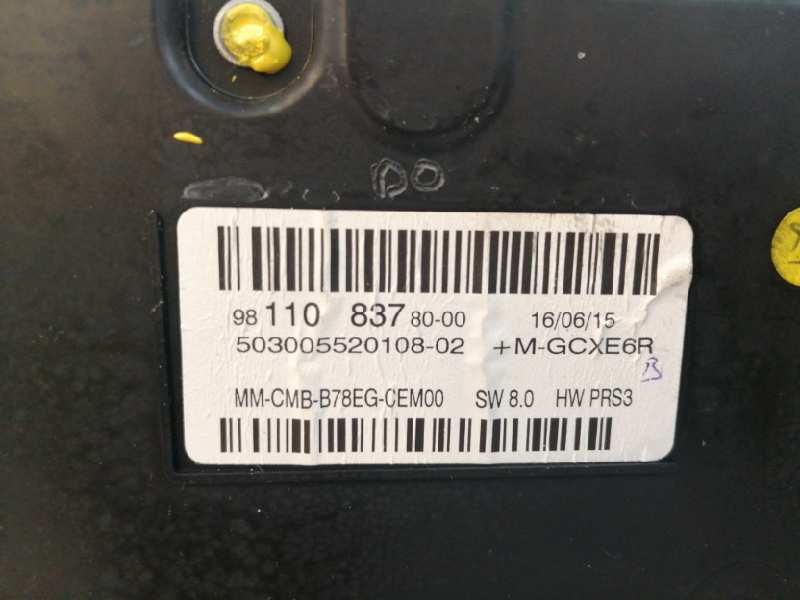 DO
98 110 837 80-00 16/06/15
503005520108-02 +M-GCXE6R
B
MM-CMB-B78EG-CEM00 SW 8.0 HW PRS3